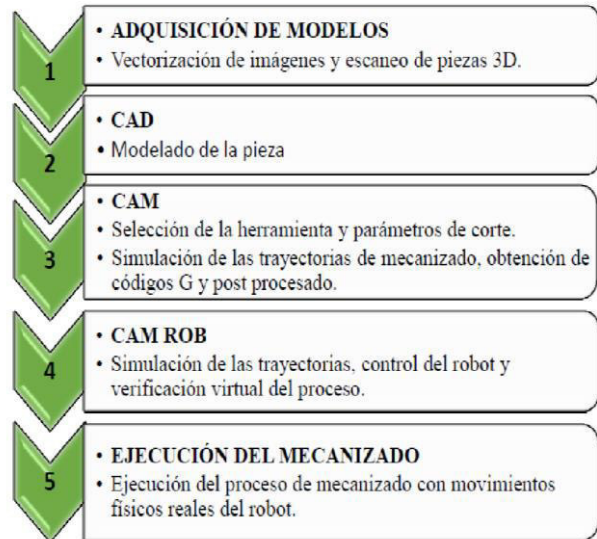 1
• ADQUISICIÓN DE MODELOS
• Vectorización de imágenes y escaneo de piezas 3D.
2
• CAD
• Modelado de la pieza
3
• CAM
• Selección de la herramienta y parámetros de corte.
• Simulación de las trayectorias de mecanizado, obtención de
códigos G y post procesado.
4
• CAM ROB
• Simulación de las trayectorias, control del robot y
verificación virtual del proceso.
5
• EJECUCIÓN DEL MECANIZADO
• Ejecución del proceso de mecanizado con movimientos
físicos reales del robot.